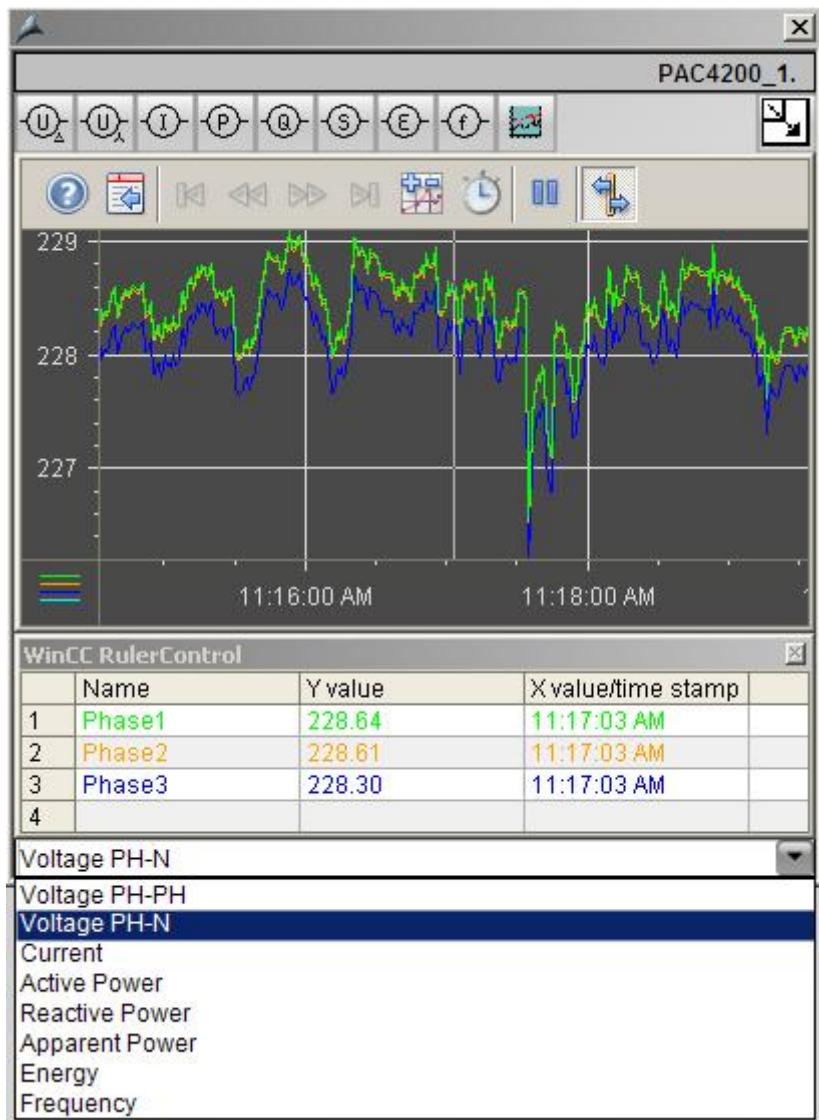 PAC4200_1.
U U I P Q S E f
229
228
227
11:16:00 AM 11:18:00 AM
WinCC RulerControl
Name Y value X value/time stamp
1 Phase1 228.64 11:17:03 AM
2 Phase2 228.61 11:17:03 AM
3 Phase3 228.30 11:17:03 AM
4
Voltage PH-N
Voltage PH-PH
Voltage PH-N
Current
Active Power
Reactive Power
Apparent Power
Energy
Frequency